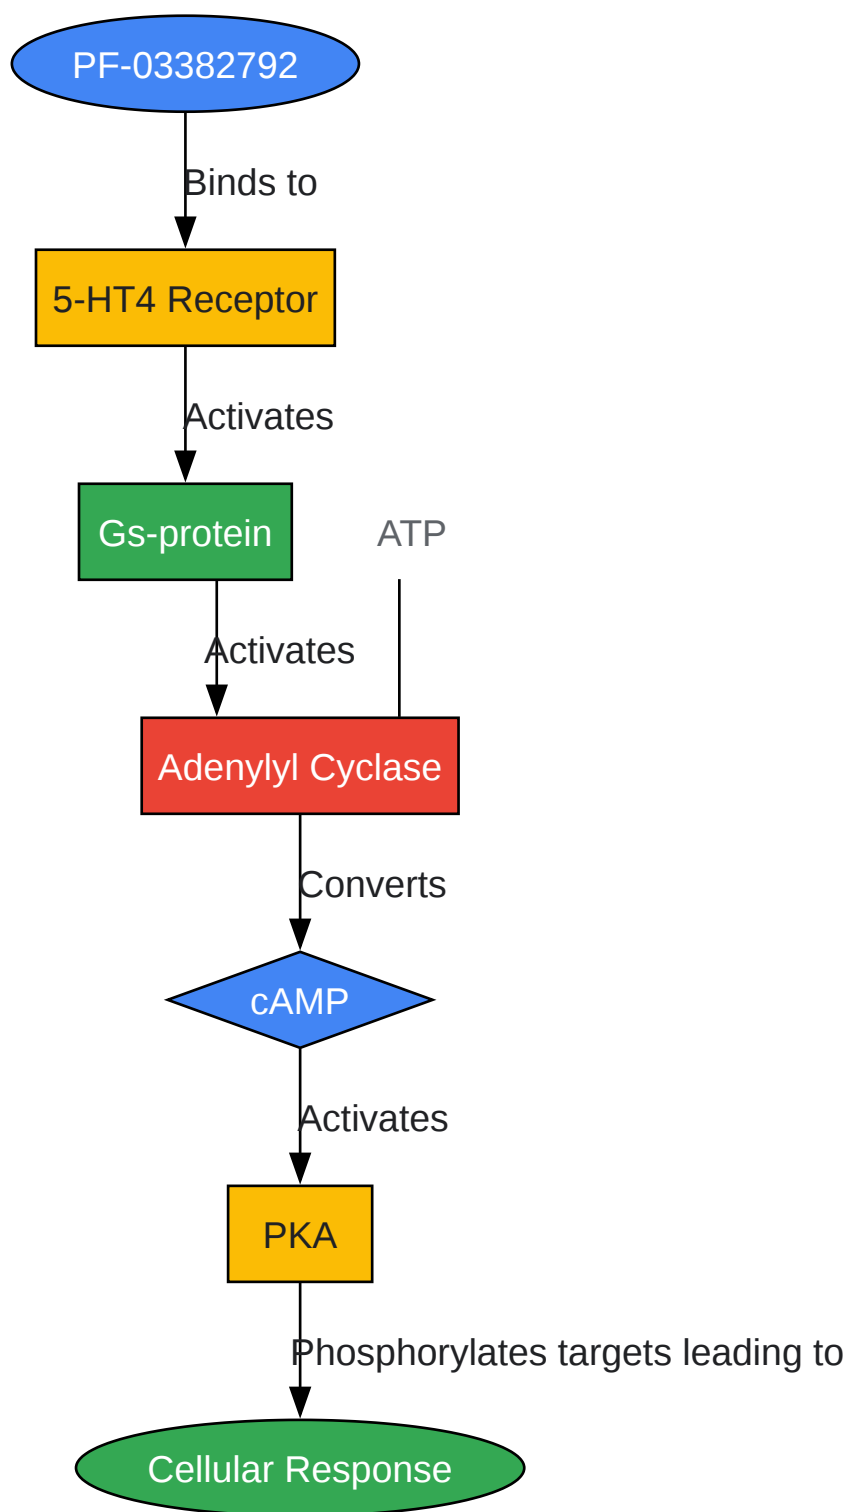 PF-03382792
Binds to
5-HT4 Receptor
Activates
Gs-protein
ATP
Activates
Adenylyl Cyclase
Converts
cAMP
Activates
PKA
Phosphorylates targets leading to
Cellular Response